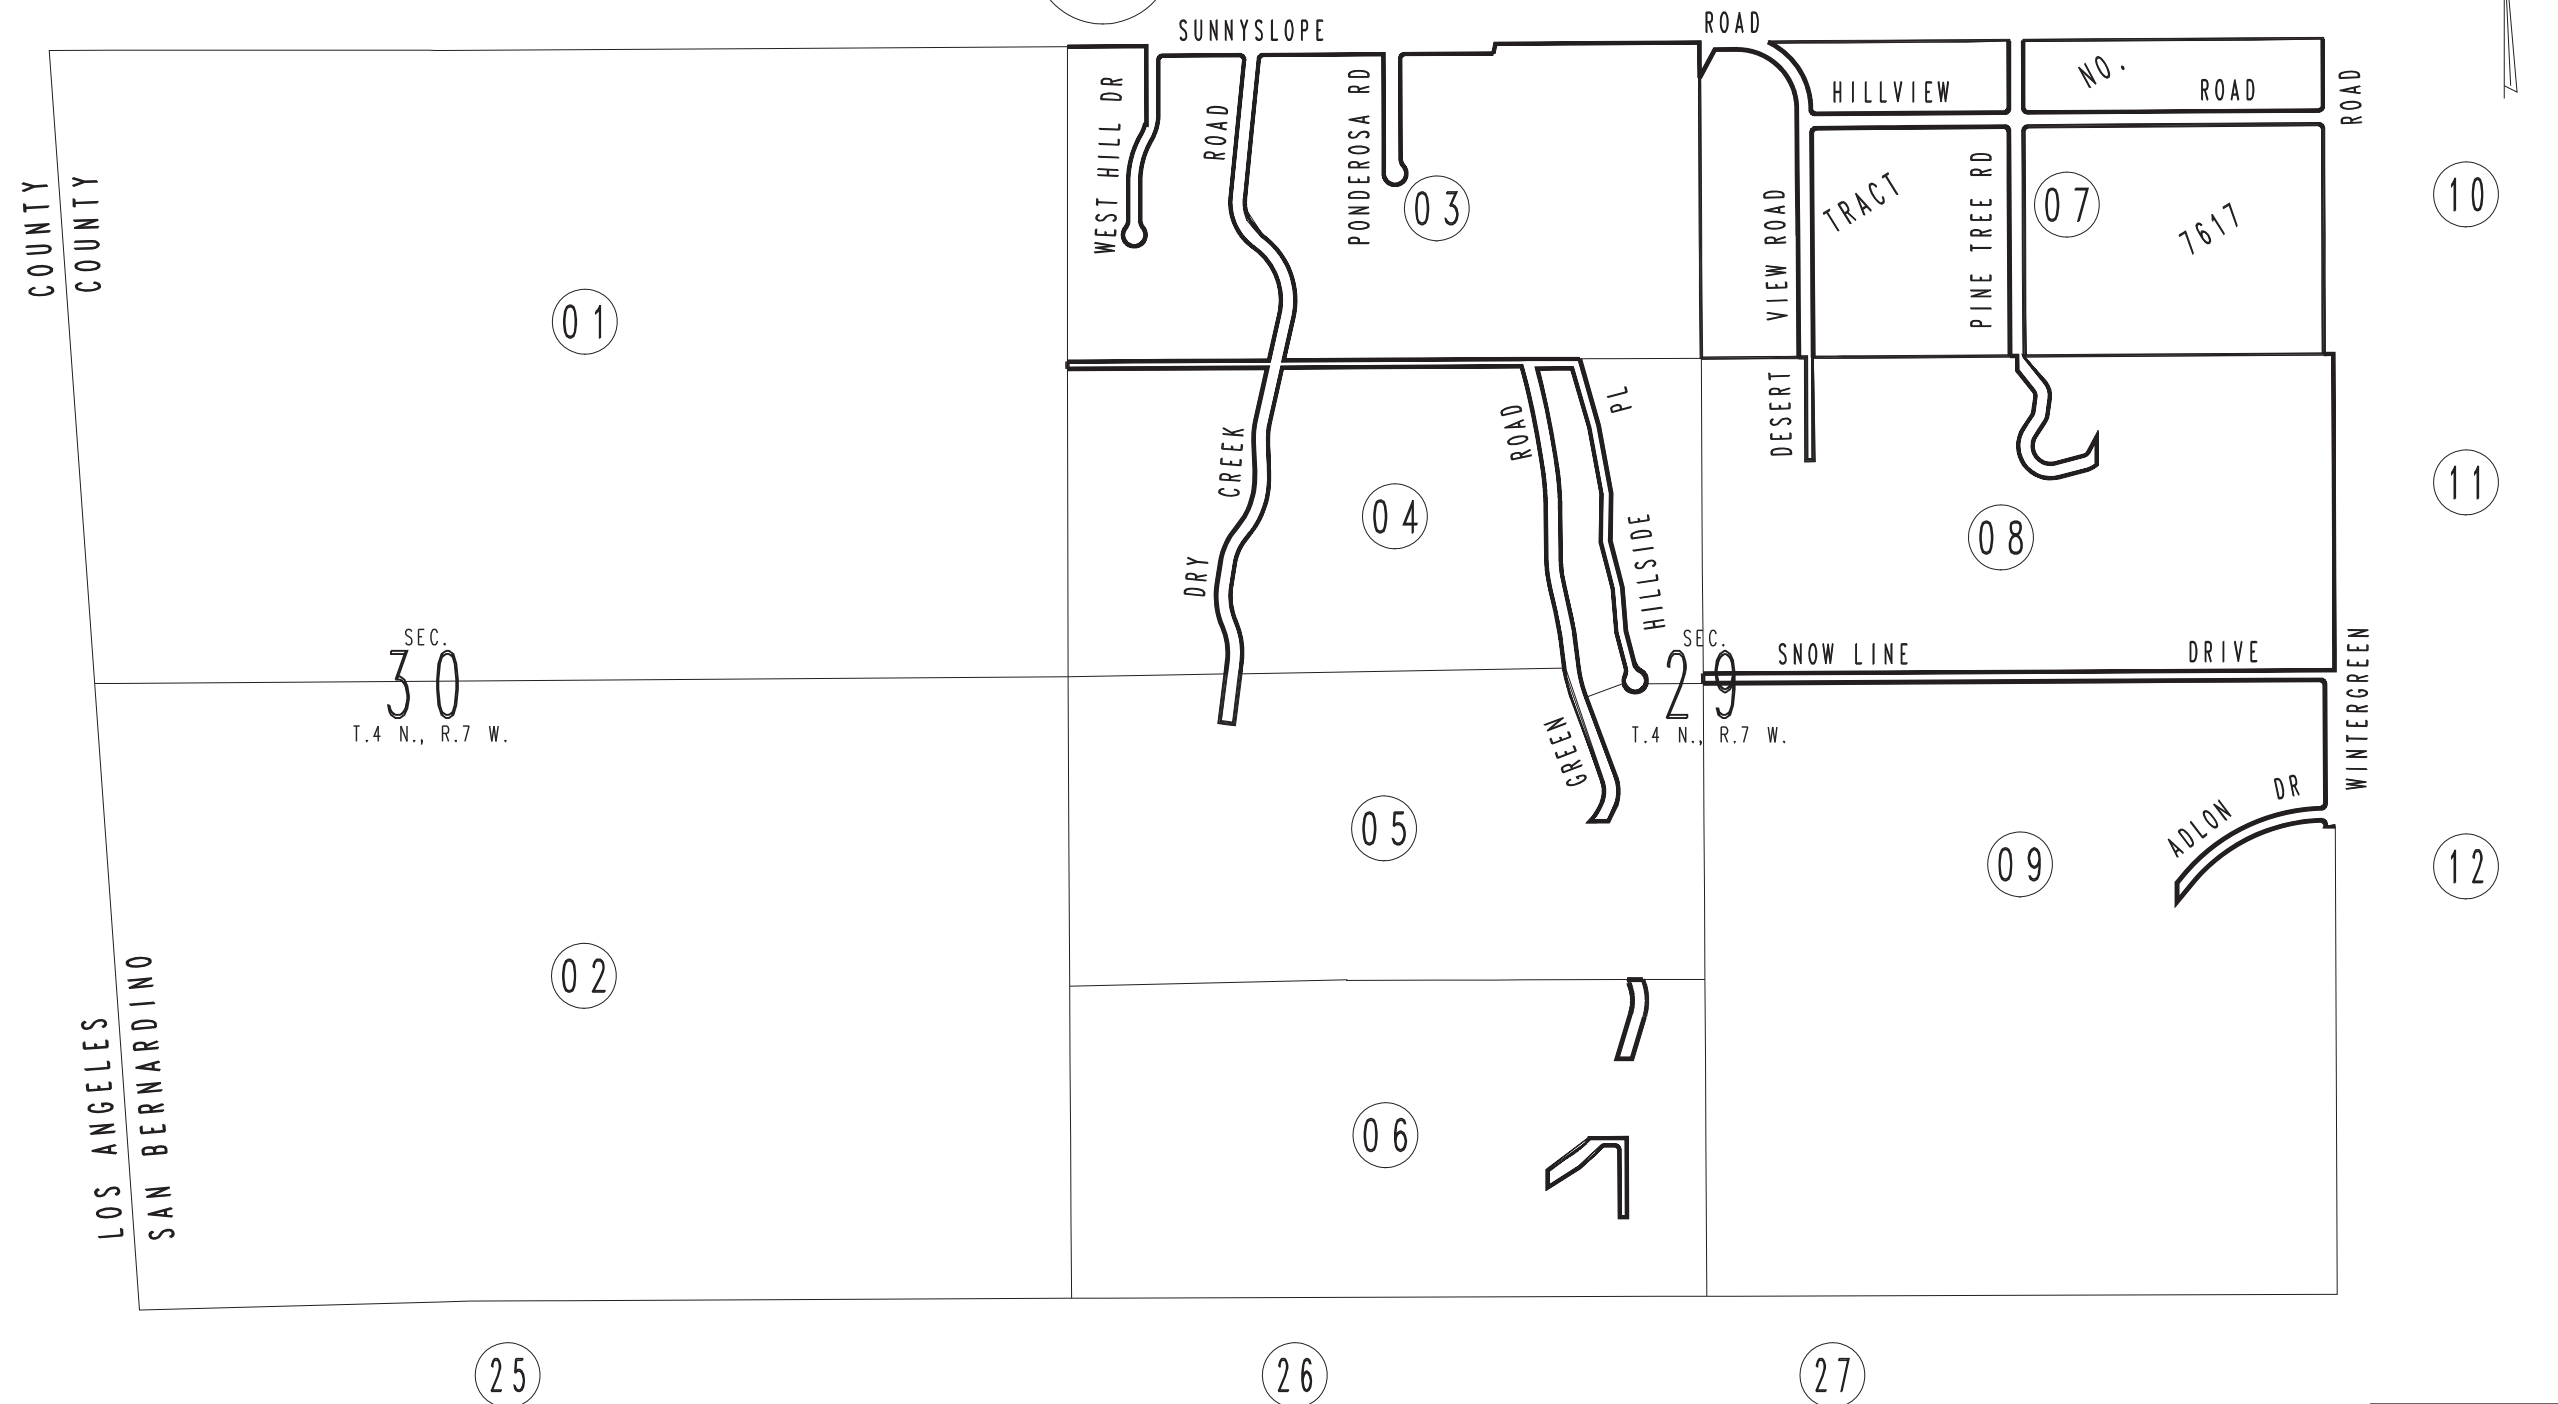 SUNNYSLOPE ROAD
COUNTY
COUNTY
WEST HILL DR
ROAD
PONDEROSA RD
HILLVIEW ROAD
NO.
ROAD
TRACT
7617
VIEW ROAD
PINE TREE RD
03
07
10
01
DESERT
PL
ROAD
CREEK
DRY
04
HILLSIDE
08
11
SEC.
30
T.4 N., R.7 W.
SEC.
29
T.4 N., R.7 W.
SNOW LINE DRIVE
WINTERGREEN
GREEN
ADLON DR
05
09
12
02
LOS ANGELES
SAN BERNARDINO
06
25
26
27